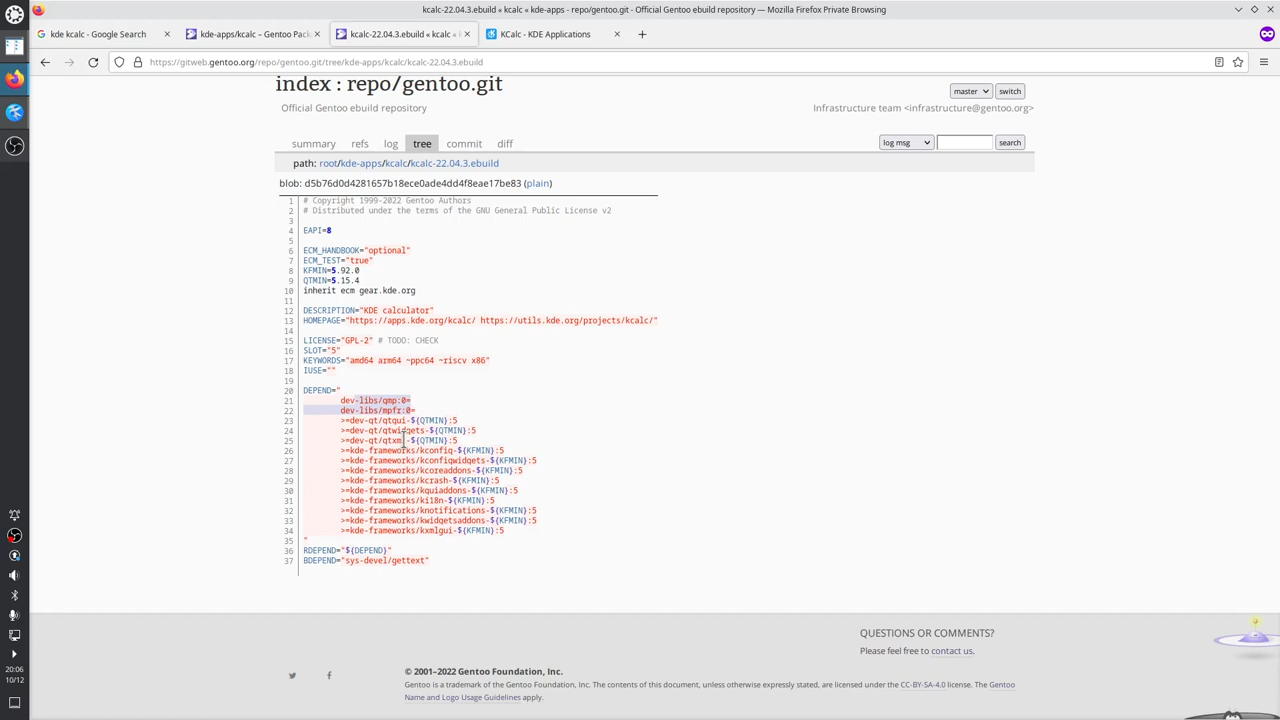 kcalc-22.04.3.ebuild « kcalc « kde-apps - repo/gentoo.git - Official Gentoo ebuild repository — Mozilla Firefox Private Browsing
kde kcalc - Google Search
kde-apps/kcalc – Gentoo Pack
kcalc-22.04.3.ebuild « kcalc «
KCalc - KDE Applications
https://gitweb.gentoo.org/repo/gentoo.git/tree/kde-apps/kcalc/kcalc-22.04.3.ebuild
index : repo/gentoo.git
master
switch
Official Gentoo ebuild repository
Infrastructure team <infrastructure@gentoo.org>
summary refs log tree commit diff
log msg
search
path: root/kde-apps/kcalc/kcalc-22.04.3.ebuild
blob: d5b76d0d4281657b18ece0ade4dd4f8eae17be83 (plain)
1 # Copyright 1999-2022 Gentoo Authors
2 # Distributed under the terms of the GNU General Public License v2
3
4 EAPI=8
5
6 ECM_HANDBOOK="optional"
7 ECM_TEST="true"
8 KFMIN=5.92.0
9 QTMIN=5.15.4
10 inherit ecm gear.kde.org
11
12 DESCRIPTION="KDE calculator"
13 HOMEPAGE="https://apps.kde.org/kcalc/ https://utils.kde.org/projects/kcalc/"
14
15 LICENSE="GPL-2" # TODO: CHECK
16 SLOT="5"
17 KEYWORDS="amd64 arm64 ~ppc64 ~riscv x86"
18 IUSE=""
19
20 DEPEND="
21 dev-libs/gmp:0=
22 dev-libs/mpfr:0=
23 >=dev-qt/qtgui-${QTMIN}:5
24 >=dev-qt/qtwidgets-${QTMIN}:5
25 >=dev-qt/qtxml-${QTMIN}:5
26 >=kde-frameworks/kconfig-${KFMIN}:5
27 >=kde-frameworks/kconfigwidgets-${KFMIN}:5
28 >=kde-frameworks/kcoreaddons-${KFMIN}:5
29 >=kde-frameworks/kcrash-${KFMIN}:5
30 >=kde-frameworks/kguiaddons-${KFMIN}:5
31 >=kde-frameworks/ki18n-${KFMIN}:5
32 >=kde-frameworks/knotifications-${KFMIN}:5
33 >=kde-frameworks/kwidgetsaddons-${KFMIN}:5
34 >=kde-frameworks/kxmlgui-${KFMIN}:5
35 "
36 RDEPEND="${DEPEND}"
37 BDEPEND="sys-devel/gettext"
QUESTIONS OR COMMENTS?
Please feel free to contact us.
© 2001–2022 Gentoo Foundation, Inc.
Gentoo is a trademark of the Gentoo Foundation, Inc. The contents of this document, unless otherwise expressly stated, are licensed under the CC-BY-SA-4.0 license. The Gentoo
Name and Logo Usage Guidelines apply.
20:06
10/12